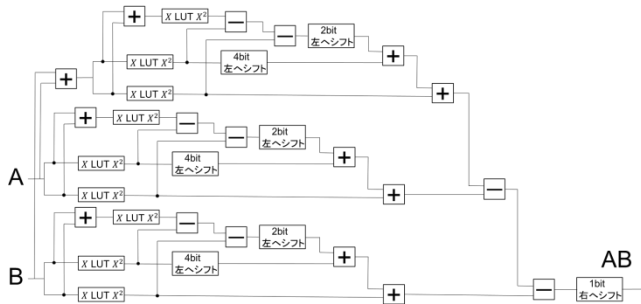 +
X LUT X²
−
−
2bit
左へシフト
+
X LUT X²
4bit
左へシフト
+
+
X LUT X²
+
X LUT X²
−
−
2bit
左へシフト
+
A
X LUT X²
4bit
左へシフト
+
−
X LUT X²
+
X LUT X²
−
−
2bit
左へシフト
+
B
X LUT X²
4bit
左へシフト
+
−
X LUT X²
AB
1bit
右へシフト